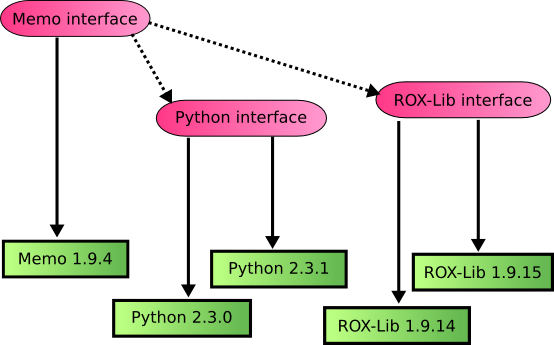 Memo interface
ROX-Lib interface
Python interface
Memo 1.9.4
Python 2.3.1
ROX-Lib 1.9.15
Python 2.3.0
ROX-Lib 1.9.14